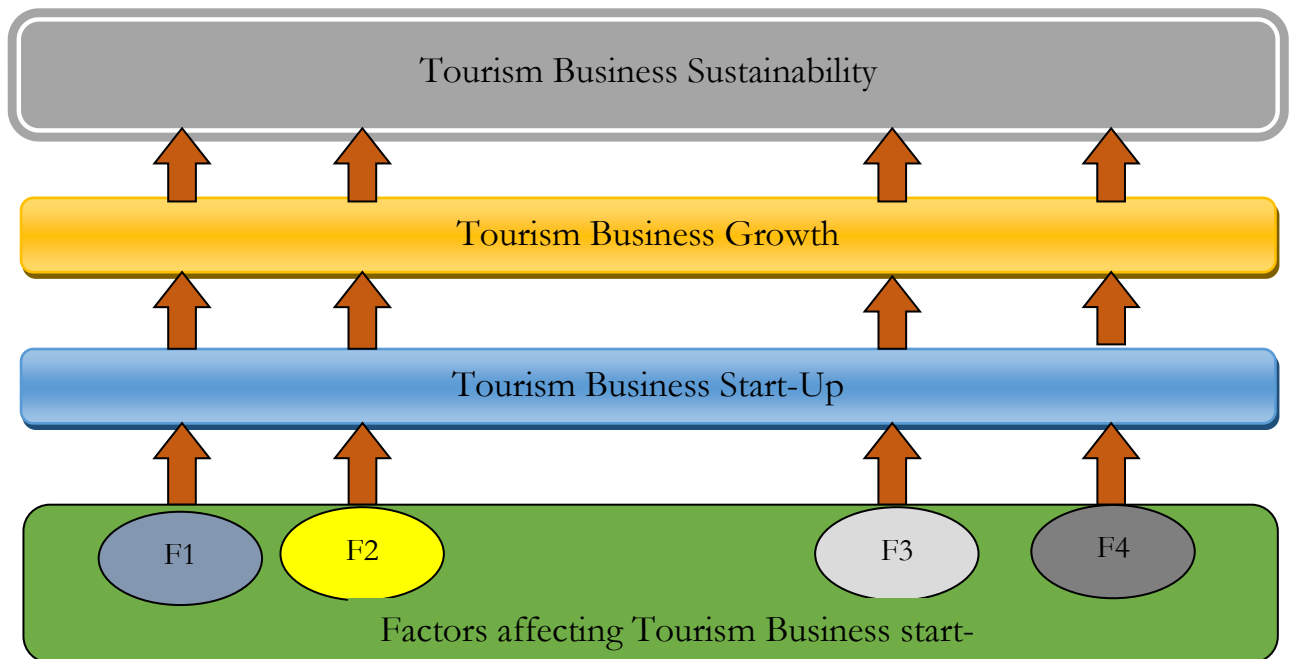 Tourism Business Sustainability
Tourism Business Growth
Tourism Business Start-Up
F1
F2
F3
F4
Factors affecting Tourism Business start-